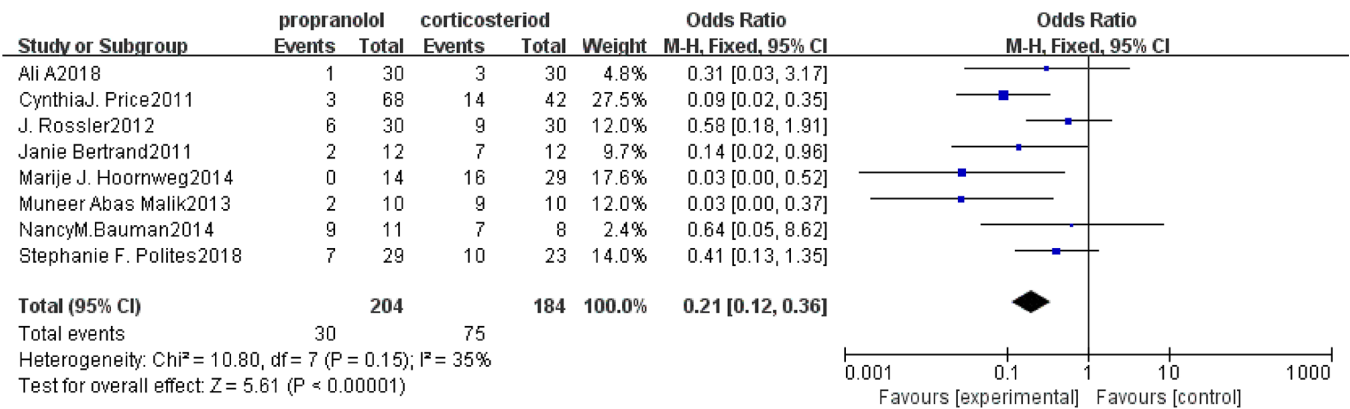 propranolol corticosteriod Odds Ratio Odds Ratio
Study or Subgroup Events Total Events Total Weight M-H, Fixed, 95% CI M-H, Fixed, 95% CI
Ali A2018 1 30 3 30 4.8% 0.31 [0.03, 3.17]
CynthiaJ. Price2011 3 68 14 42 27.5% 0.09 [0.02, 0.35]
J. Rossler2012 6 30 9 30 12.0% 0.58 [0.18, 1.91]
Janie Bertrand2011 2 12 7 12 9.7% 0.14 [0.02, 0.96]
Marije J. Hoornweg2014 0 14 16 29 17.6% 0.03 [0.00, 0.52]
Muneer Abas Malik2013 2 10 9 10 12.0% 0.03 [0.00, 0.37]
NancyM.Bauman2014 9 11 7 8 2.4% 0.64 [0.05, 8.62]
Stephanie F. Polites2018 7 29 10 23 14.0% 0.41 [0.13, 1.35]
Total (95% CI) 204 184 100.0% 0.21 [0.12, 0.36]
Total events 30 75
Heterogeneity: Chi² = 10.80, df = 7 (P = 0.15); I² = 35%
Test for overall effect: Z = 5.61 (P < 0.00001)
0.001 0.1 1 10 1000
Favours [experimental] Favours [control]